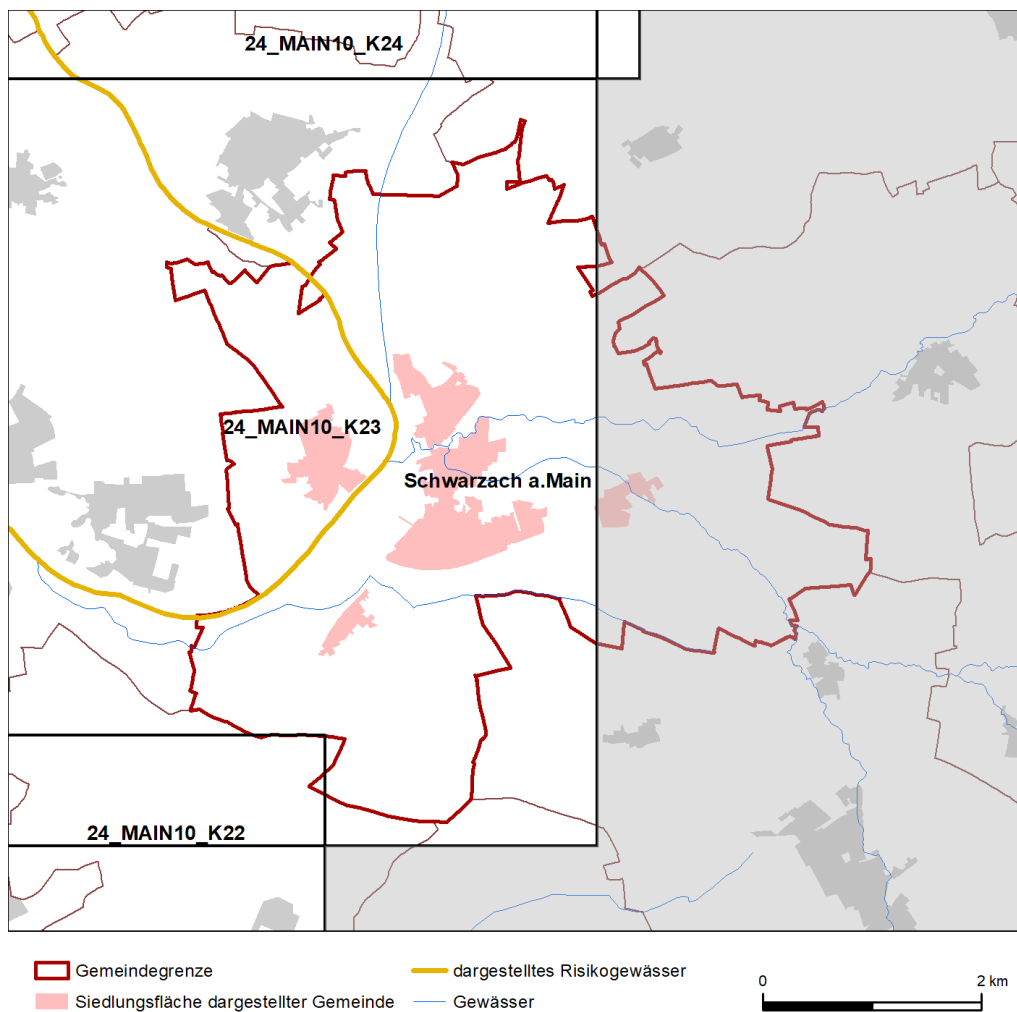 24_MAIN10_K24
24_MAIN10_K23
Schwarzach a.Main
24_MAIN10_K22
Gemeindegrenze
dargestelltes Risikogewässer
Siedlungsfläche dargestellter Gemeinde
Gewässer
0
2 km